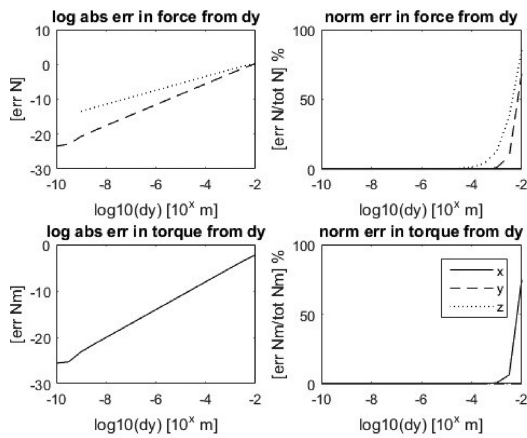 log abs err in force from dy
[err N]
10
0
-10
-20
-30
-10 -8 -6 -4 -2
log10(dy) [10^x m]
norm err in force from dy
[err N/tot N] %
100
50
0
-10 -8 -6 -4 -2
log10(dy) [10^x m]
log abs err in torque from dy
[err Nm]
0
-10
-20
-30
-10 -8 -6 -4 -2
log10(dy) [10^x m]
norm err in torque from dy
[err Nm/tot Nm] %
100
50
0
x
y
z
-10 -8 -6 -4 -2
log10(dy) [10^x m]